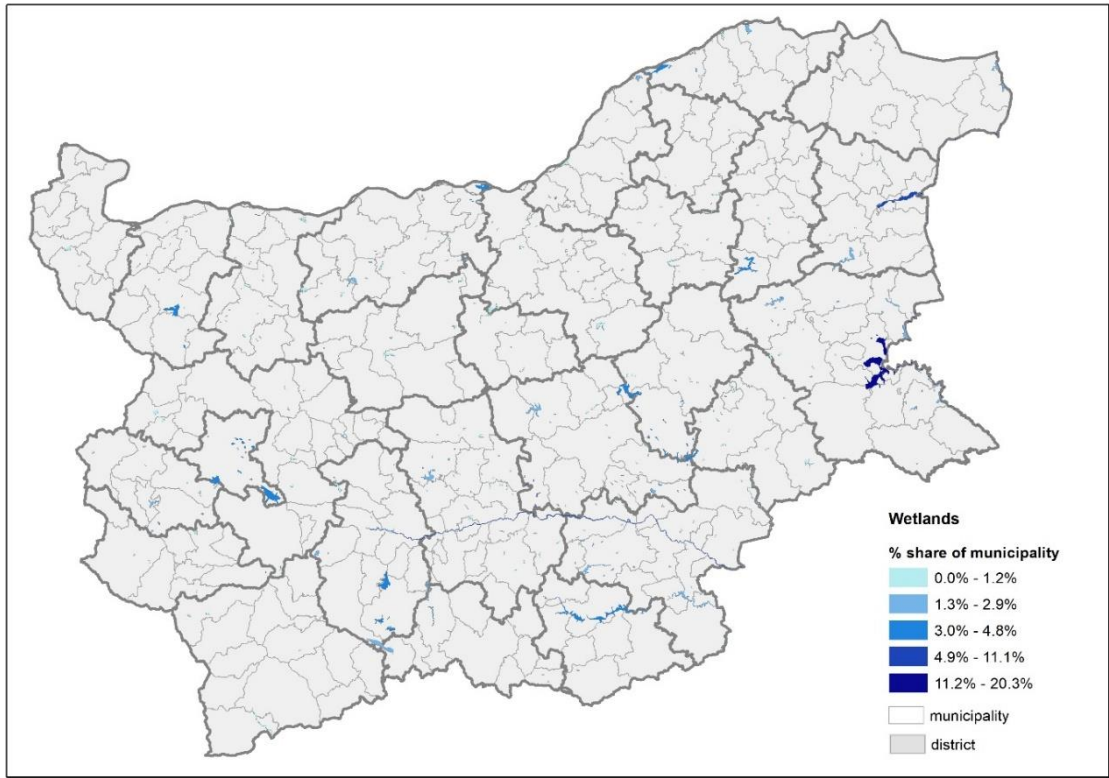 Wetlands
% share of municipality
0.0% - 1.2%
1.3% - 2.9%
3.0% - 4.8%
4.9% - 11.1%
11.2% - 20.3%
municipality
district